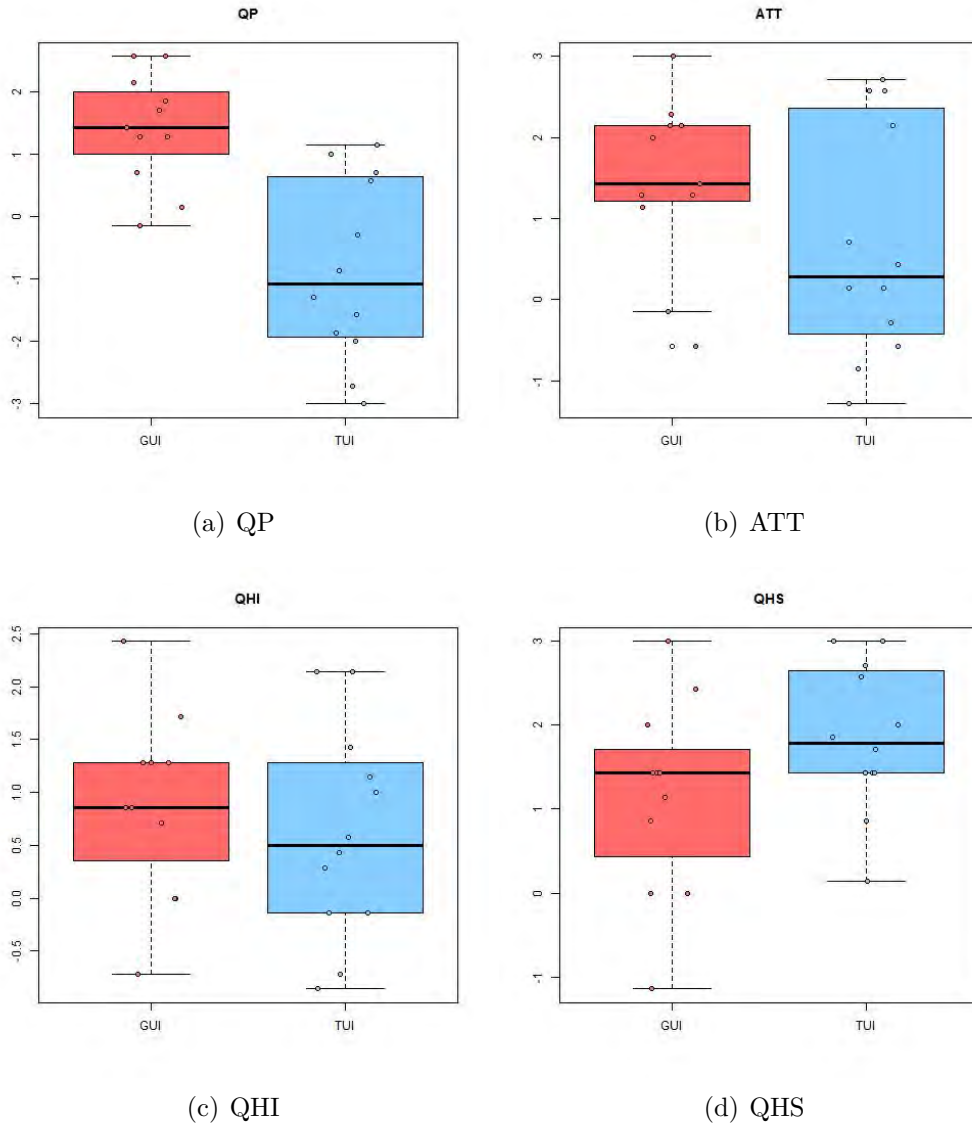 QP
2
1
0
-1
-2
-3
GUI
TUI
(a) QP
ATT
3
2
1
0
-1
GUI
TUI
(b) ATT
QHI
2.5
2.0
1.5
1.0
0.5
0.0
-0.5
GUI
TUI
(c) QHI
QHS
3
2
1
0
-1
GUI
TUI
(d) QHS